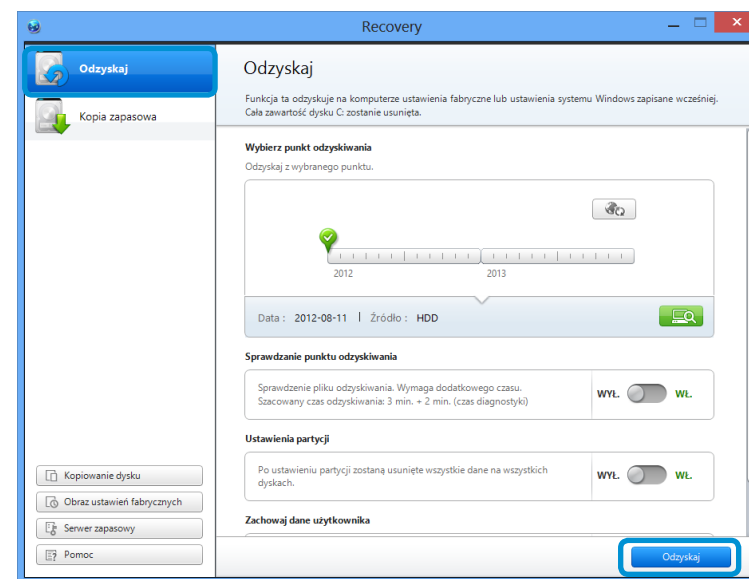 Recovery
Odzyskaj
Kopia zapasowa
Kopiowanie dysku
Obraz ustawień fabrycznych
Serwer zapasowy
Pomoc
Odzyskaj
Funkcja ta odzyskuje na komputerze ustawienia fabryczne lub ustawienia systemu Windows zapisane wcześniej.
Cała zawartość dysku C: zostanie usunięta.
Wybierz punkt odzyskiwania
Odzyskaj z wybranego punktu.
2012 2013
Data : 2012-08-11 | Źródło : HDD
Sprawdzanie punktu odzyskiwania
Sprawdzenie pliku odzyskiwania. Wymaga dodatkowego czasu.
Szacowany czas odzyskiwania: 3 min. + 2 min. (czas diagnostyki)
WYŁ. WŁ.
Ustawienia partycji
Po ustawieniu partycji zostaną usunięte wszystkie dane na wszystkich
dyskach.
WYŁ. WŁ.
Zachowaj dane użytkownika
Odzyskaj